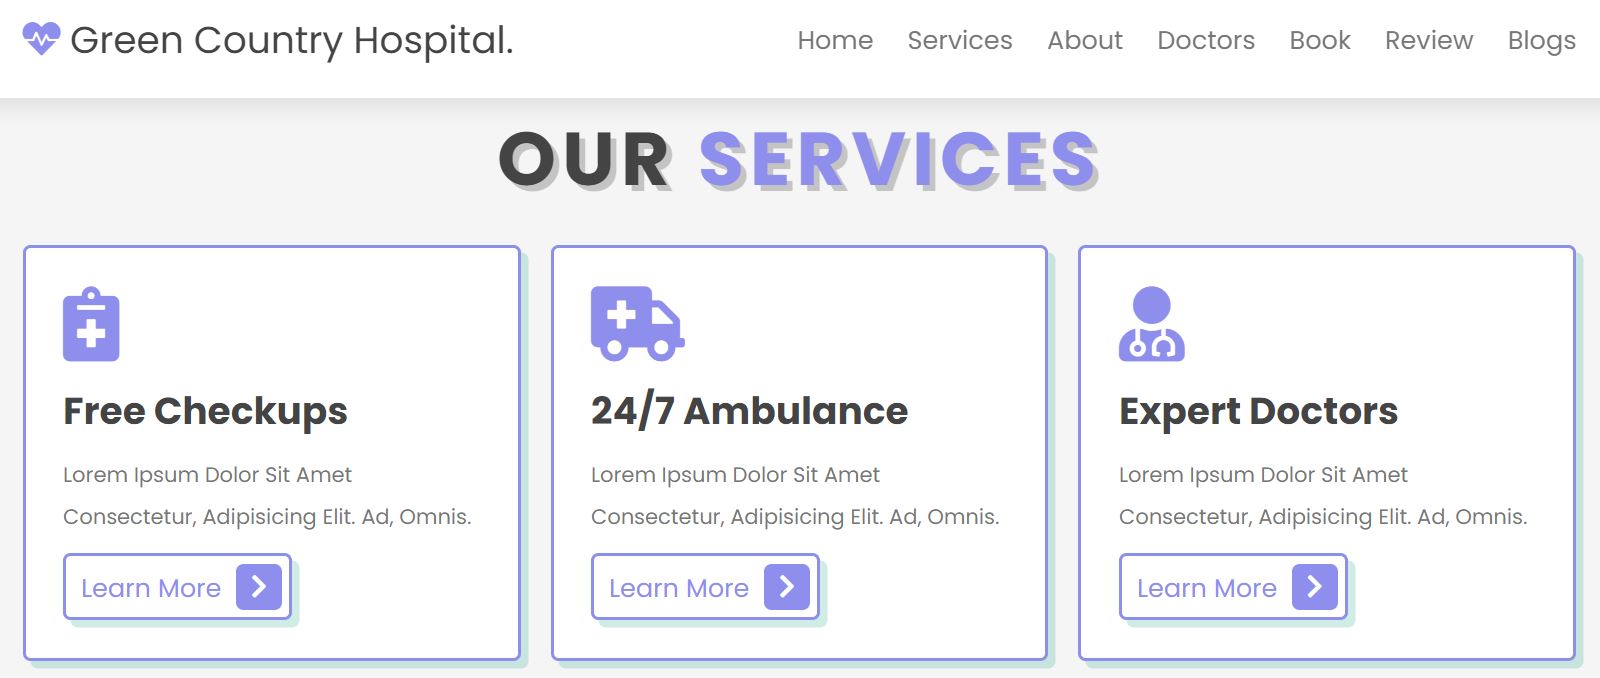 Green Country Hospital.
Home Services About Doctors Book Review Blogs
OUR SERVICES
Free Checkups
Lorem Ipsum Dolor Sit Amet
Consectetur, Adipisicing Elit. Ad, Omnis.
Learn More
24/7 Ambulance
Lorem Ipsum Dolor Sit Amet
Consectetur, Adipisicing Elit. Ad, Omnis.
Learn More
Expert Doctors
Lorem Ipsum Dolor Sit Amet
Consectetur, Adipisicing Elit. Ad, Omnis.
Learn More